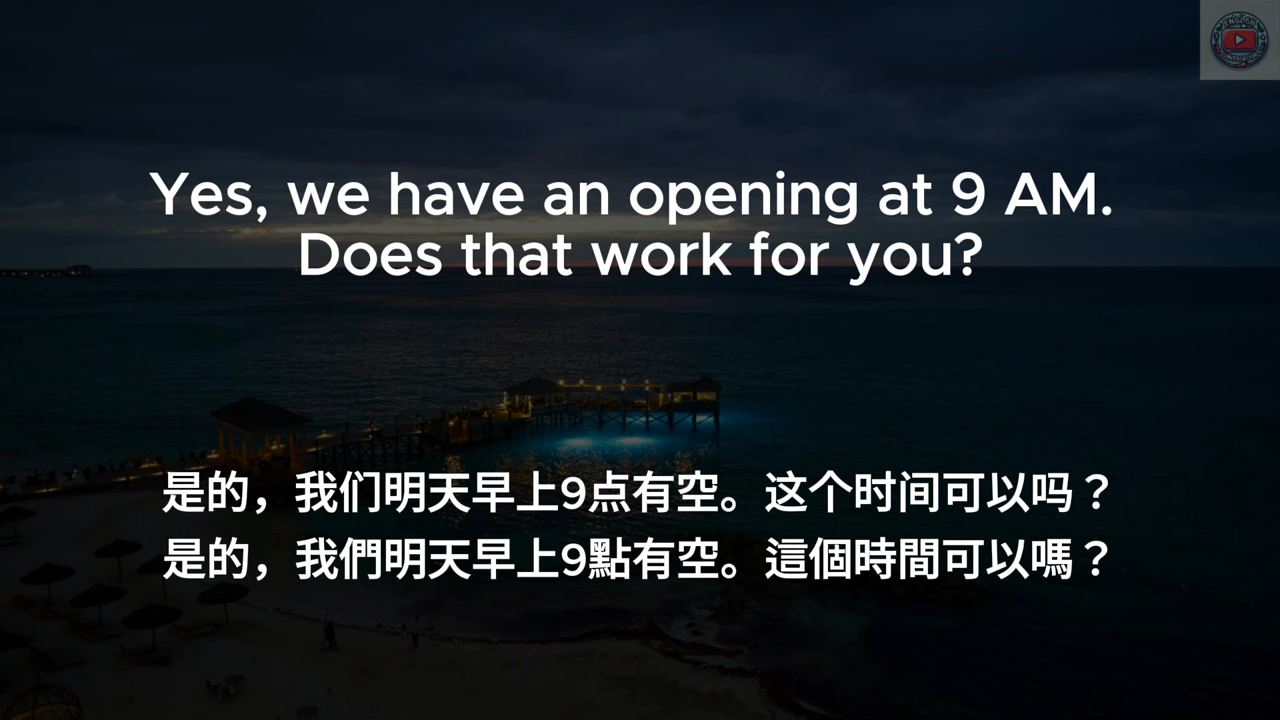 Yes, we have an opening at 9 AM.
Does that work for you?
是的，我们明天早上9点有空。这个时间可以吗？
是的，我們明天早上9點有空。這個時間可以嗎？